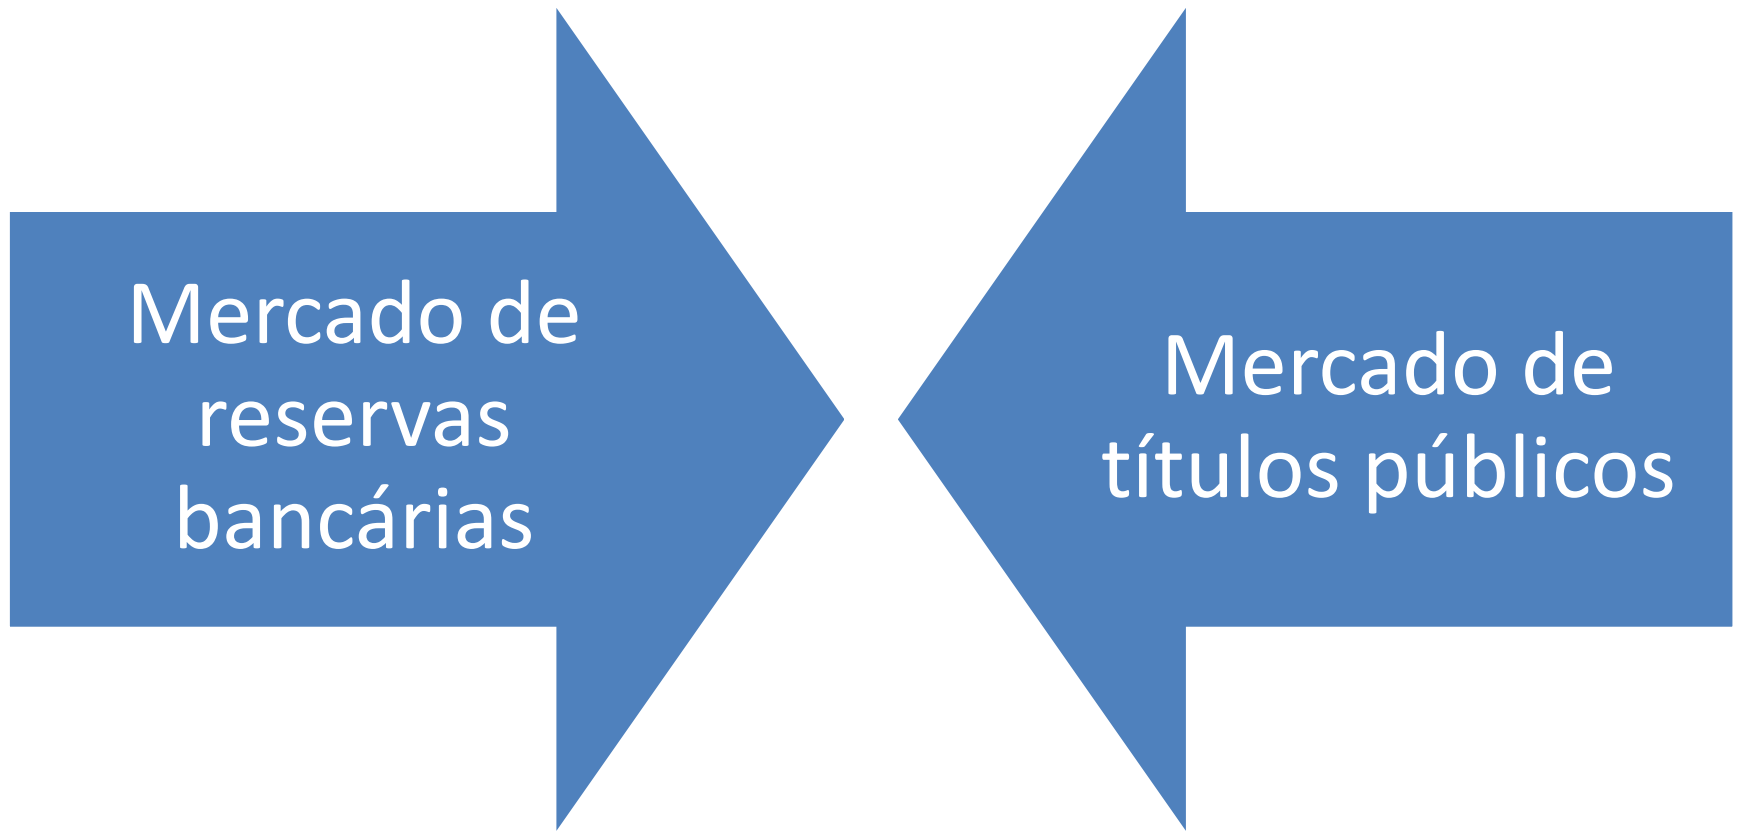 Mercado de
reservas
bancárias
Mercado de
títulos públicos